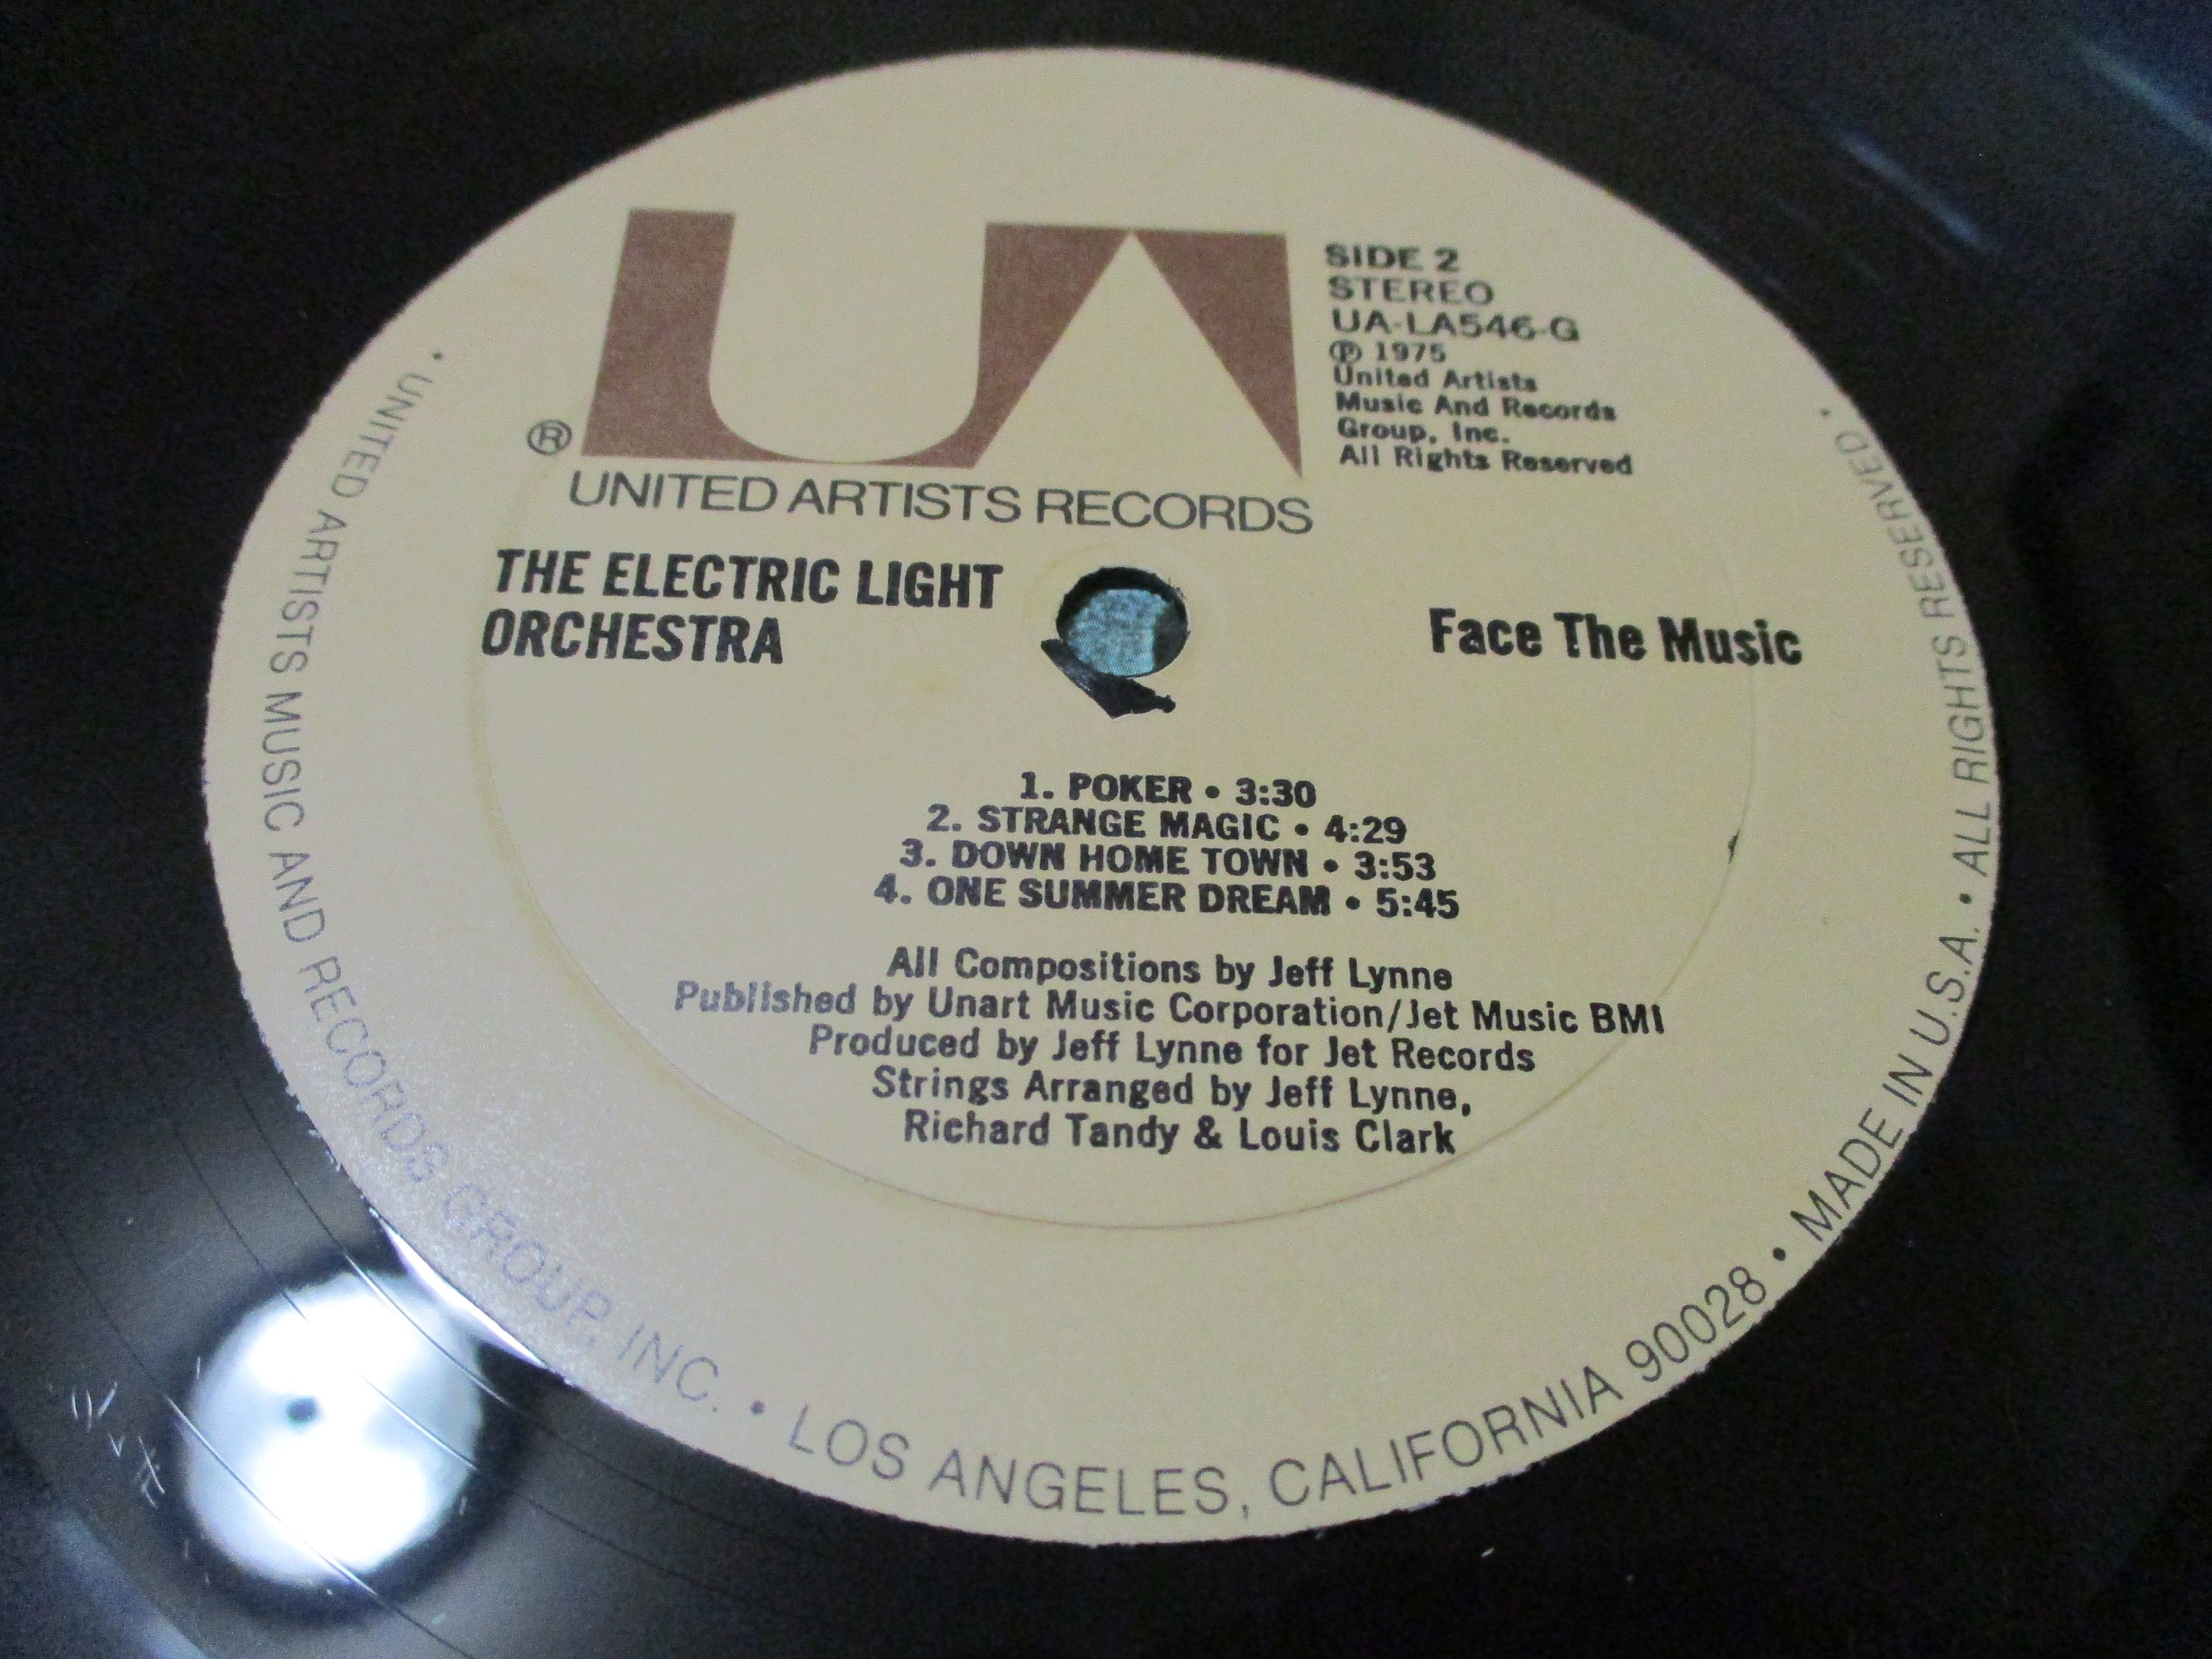 UA
®
UNITED ARTISTS RECORDS
SIDE 2
STEREO
UA-LA546-G
℗ 1975
United Artists
Music And Records
Group, Inc.
All Rights Reserved
THE ELECTRIC LIGHT
ORCHESTRA
Face The Music
1. POKER • 3:30
2. STRANGE MAGIC • 4:29
3. DOWN HOME TOWN • 3:53
4. ONE SUMMER DREAM • 5:45
All Compositions by Jeff Lynne
Published by Unart Music Corporation/Jet Music BMI
Produced by Jeff Lynne for Jet Records
Strings Arranged by Jeff Lynne,
Richard Tandy & Louis Clark
• UNITED ARTISTS MUSIC AND RECORDS GROUP, INC. • LOS ANGELES, CALIFORNIA 90028 • MADE IN U.S.A. • ALL RIGHTS RESERVED •